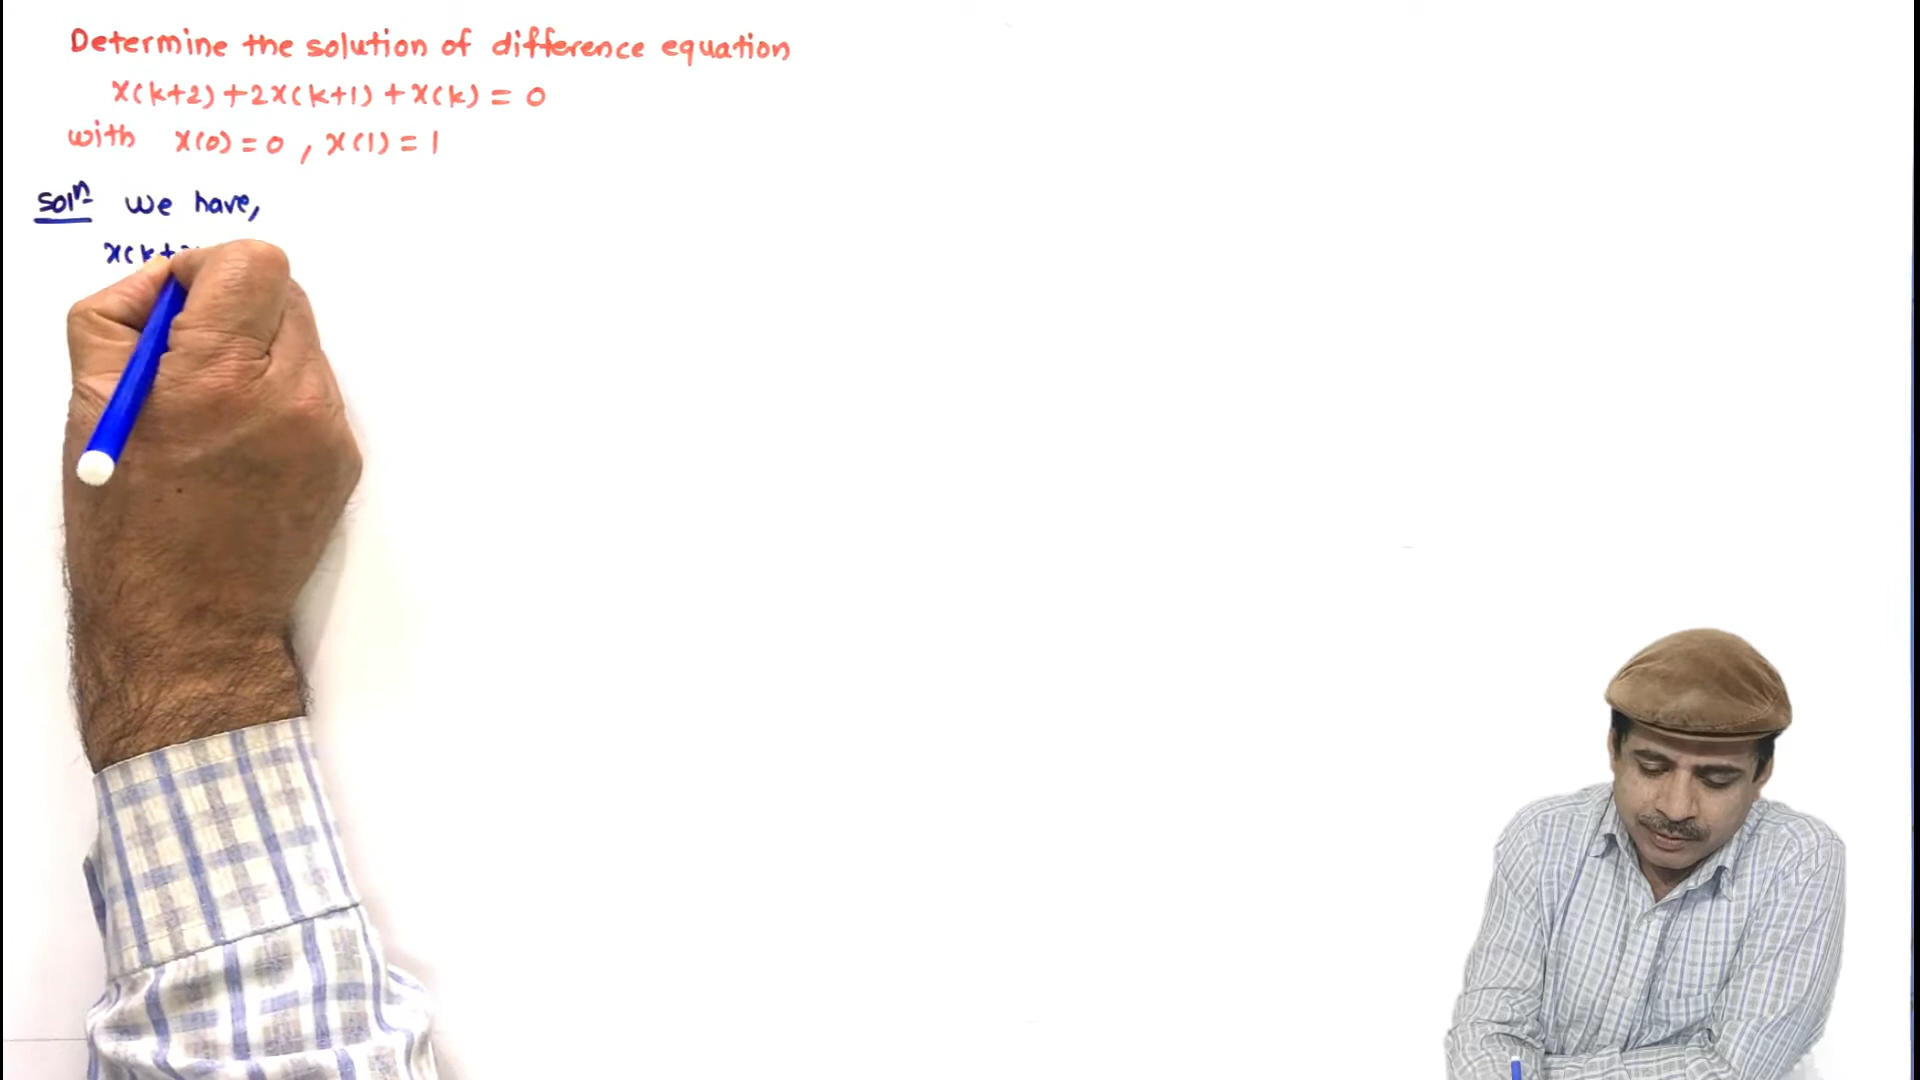 Determine the solution of difference equation
x(k+2) + 2x(k+1) + x(k) = 0
with x(0) = 0 , x(1) = 1
Solⁿ We have,
x(k+